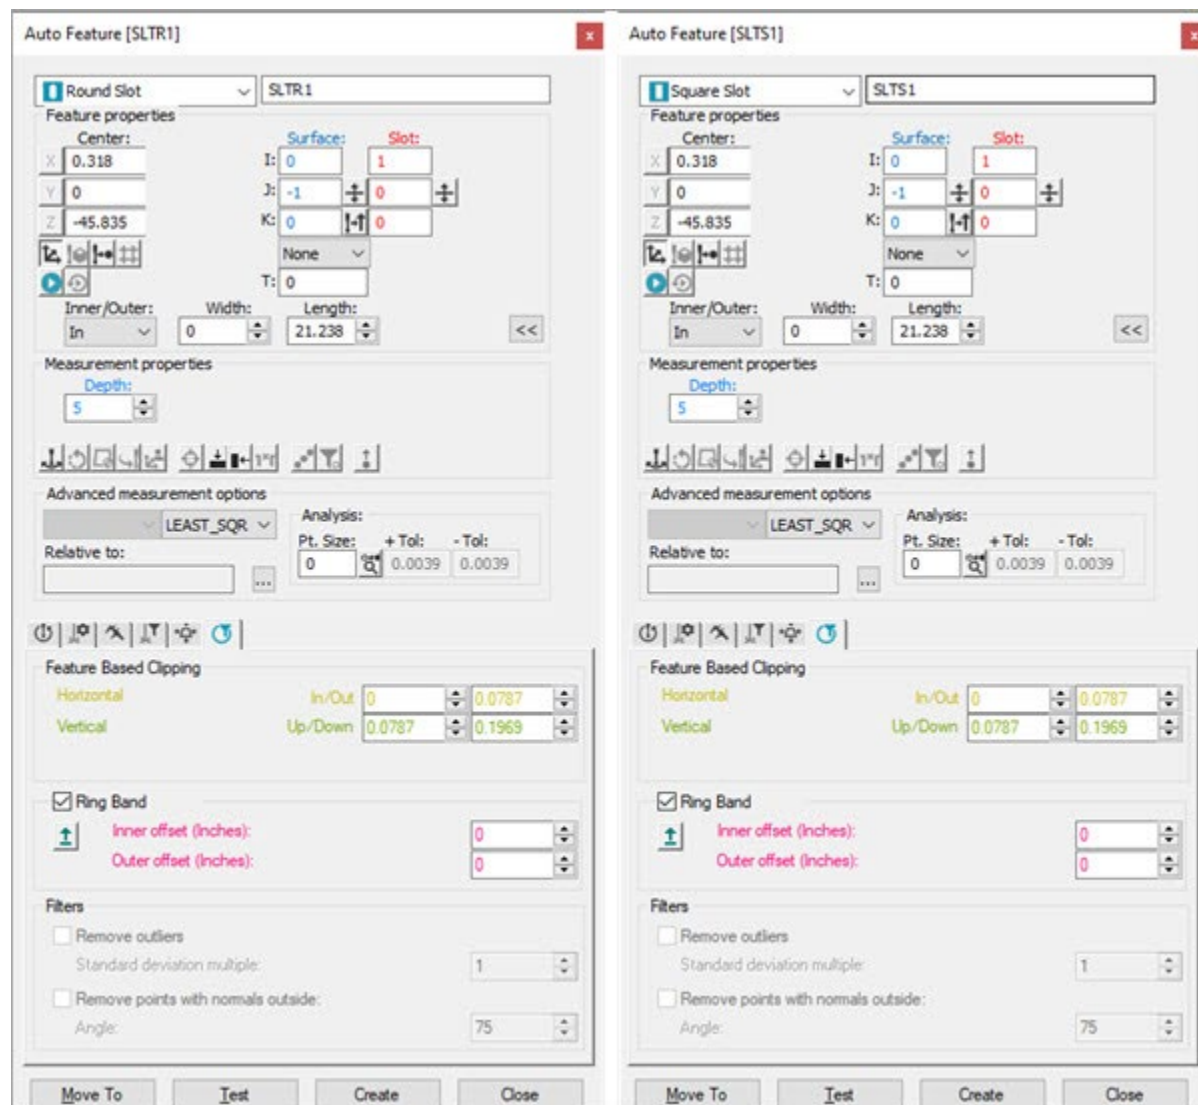 Auto Feature [SLTR1]
x
Round Slot
SLTR1
Feature properties
Center:
Surface:
Slot:
X 0.318
I: 0
1
Y 0
J: -1
0
Z -45.835
K: 0
0
None
T: 0
Inner/Outer:
Width:
Length:
In
0
21.238
<<
Measurement properties
Depth:
5
Advanced measurement options
LEAST_SQR
Analysis:
Pt. Size:
+ Tol:
- Tol:
0
0.0039
0.0039
Relative to:
...
Feature Based Clipping
Horizontal
In/Out
0
0.0787
Vertical
Up/Down
0.0787
0.1969
Ring Band
Inner offset (Inches):
0
Outer offset (Inches):
0
Filters
Remove outliers
Standard deviation multiple:
1
Remove points with normals outside:
Angle:
75
Move To
Test
Create
Close
Auto Feature [SLTS1]
x
Square Slot
SLTS1
Feature properties
Center:
Surface:
Slot:
X 0.318
I: 0
1
Y 0
J: -1
0
Z -45.835
K: 0
0
None
T: 0
Inner/Outer:
Width:
Length:
In
0
21.238
<<
Measurement properties
Depth:
5
Advanced measurement options
LEAST_SQR
Analysis:
Pt. Size:
+ Tol:
- Tol:
0
0.0039
0.0039
Relative to:
...
Feature Based Clipping
Horizontal
In/Out
0
0.0787
Vertical
Up/Down
0.0787
0.1969
Ring Band
Inner offset (Inches):
0
Outer offset (Inches):
0
Filters
Remove outliers
Standard deviation multiple:
1
Remove points with normals outside:
Angle:
75
Move To
Test
Create
Close